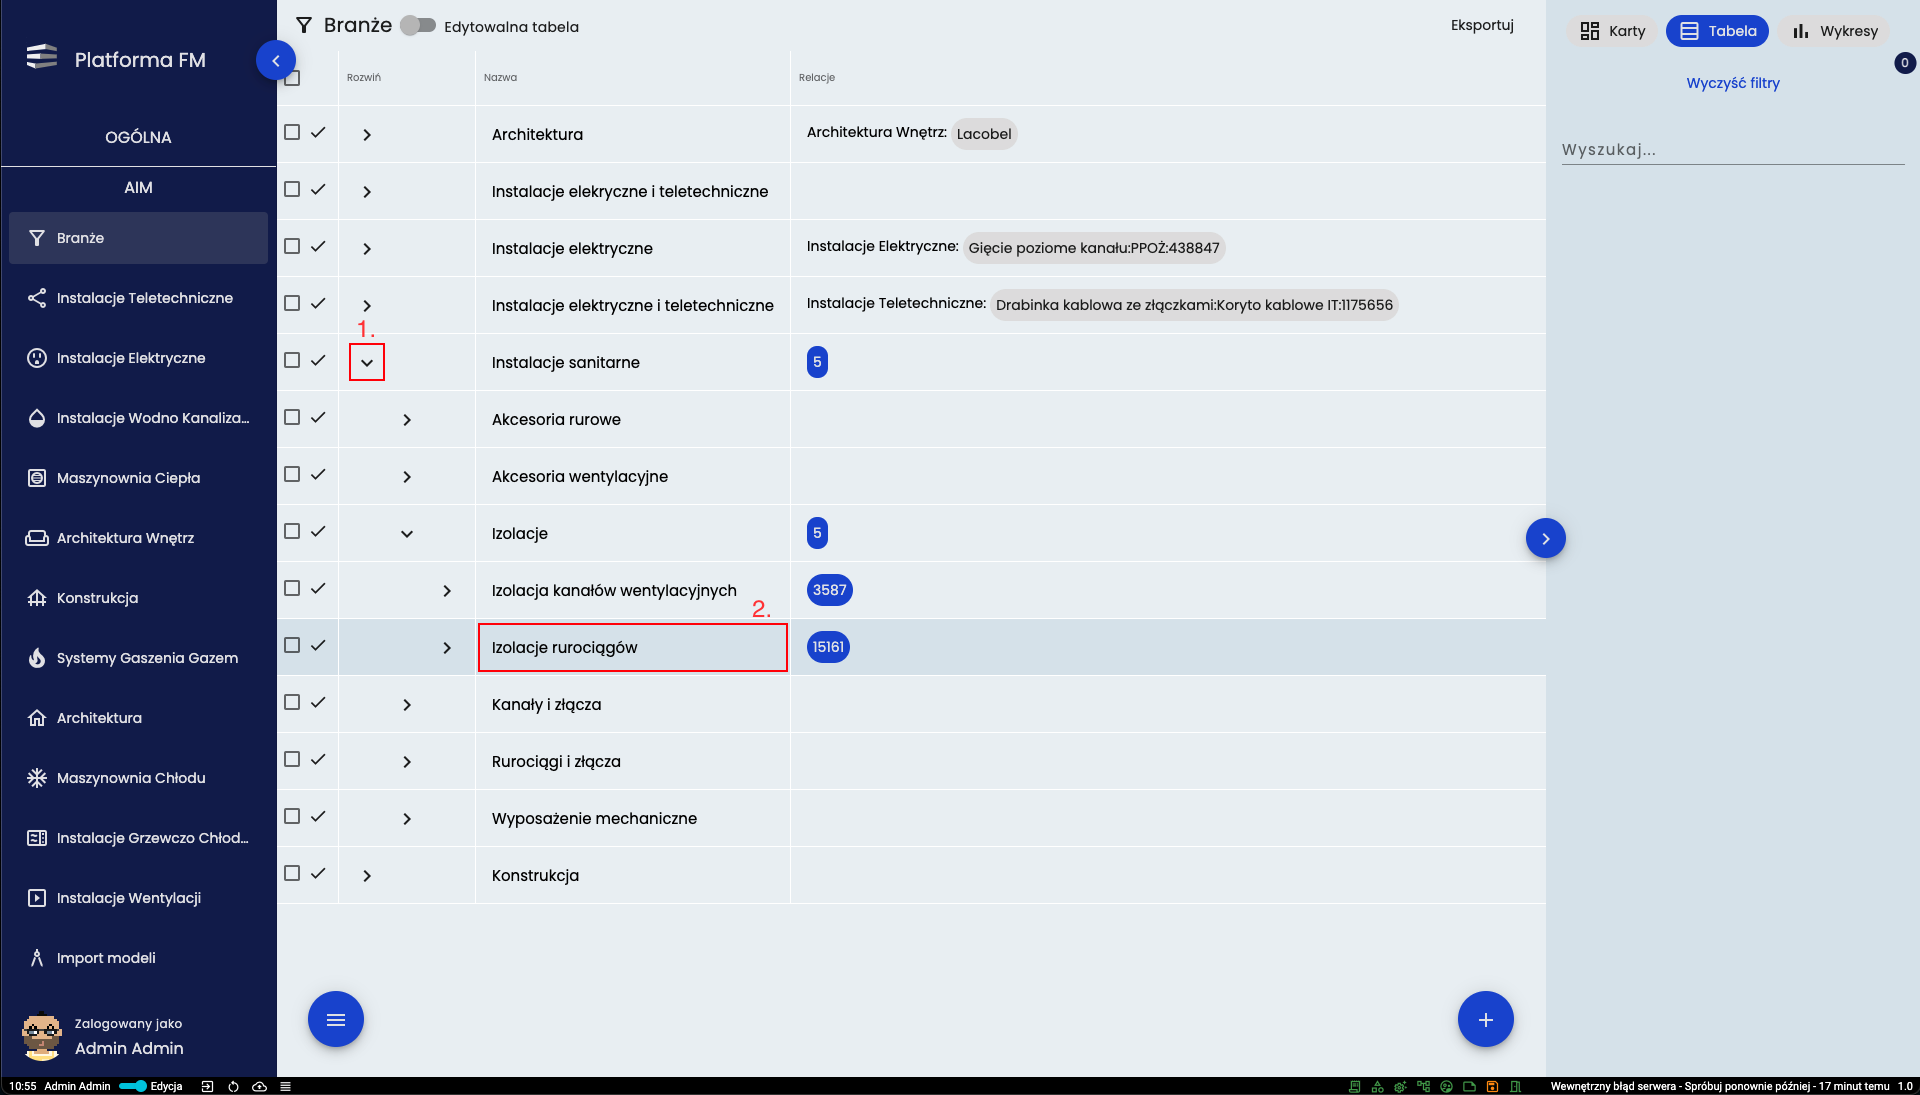 Platforma FM
OGÓLNA
AIM
Branże
Instalacje Teletechniczne
Instalacje Elektryczne
Instalacje Wodno Kanaliza...
Maszynownia Ciepła
Architektura Wnętrz
Konstrukcja
Systemy Gaszenia Gazem
Architektura
Maszynownia Chłodu
Instalacje Grzewczo Chłod...
Instalacje Wentylacji
Import modeli
Zalogowany jako
Admin Admin
Branże Edytowalna tabela Eksportuj
Rozwiń Nazwa Relacje
Architektura Architektura Wnętrz: Lacobel
Instalacje elekryczne i teletechniczne
Instalacje elektryczne Instalacje Elektryczne: Gięcie poziome kanału:PPOŻ:438847
Instalacje elektryczne i teletechniczne Instalacje Teletechniczne: Drabinka kablowa ze złączkami:Koryto kablowe IT:1175656
1.
Instalacje sanitarne 5
Akcesoria rurowe
Akcesoria wentylacyjne
Izolacje 5
Izolacja kanałów wentylacyjnych 3587
2.
Izolacje rurociągów 15161
Kanały i złącza
Rurociągi i złącza
Wyposażenie mechaniczne
Konstrukcja
Karty Tabela Wykresy
0
Wyczyść filtry
Wyszukaj...
10:55 Admin Admin Edycja
Wewnętrzny błąd serwera - Spróbuj ponownie później - 17 minut temu 1.0